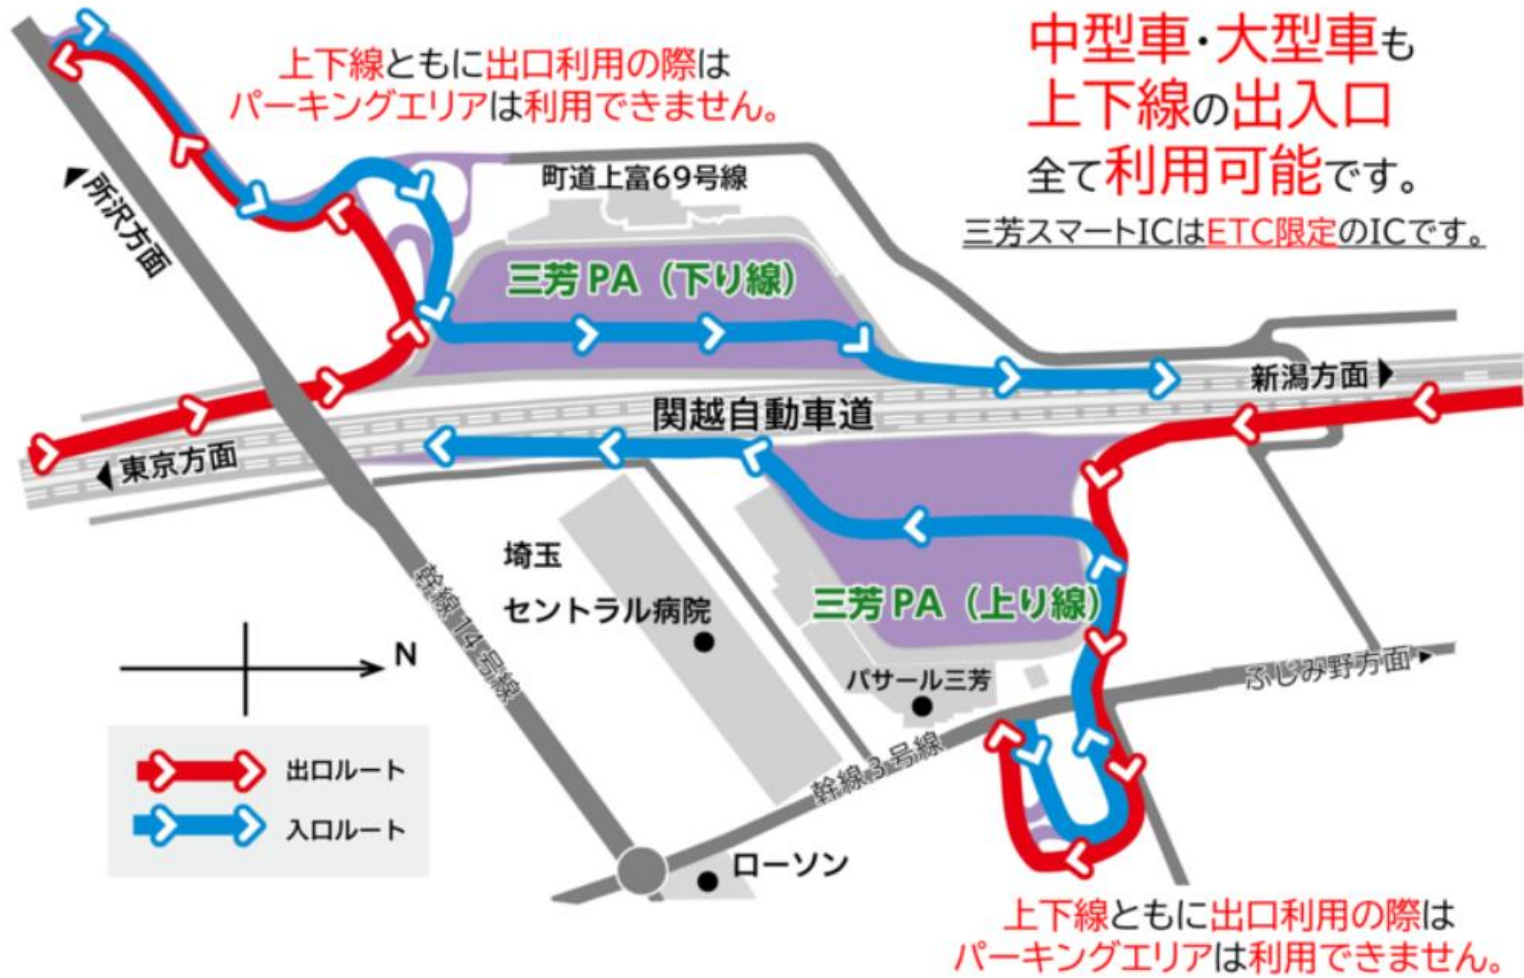 上下線ともに出口利用の際は
パーキングエリアは利用できません。
中型車・大型車も
上下線の出入口
全て利用可能です。
三芳スマートICはETC限定のICです。
町道上富69号線
所沢方面
三芳PA（下り線）
新潟方面
関越自動車道
東京方面
埼玉
セントラル病院
幹線14号線
三芳PA（上り線）
パサール三芳
ふじみ野方面
N
幹線3号線
出口ルート
入口ルート
ローソン
上下線ともに出口利用の際は
パーキングエリアは利用できません。